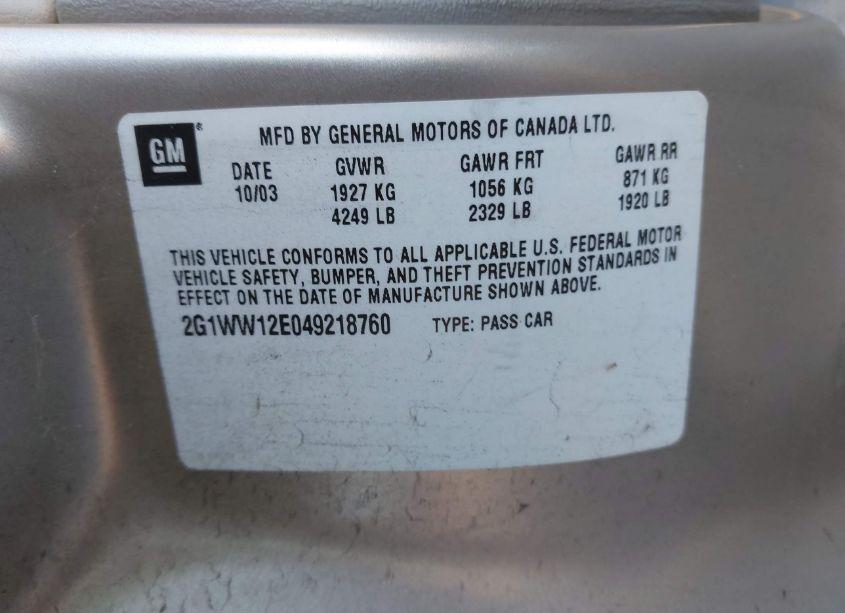 GM ® MFD BY GENERAL MOTORS OF CANADA LTD.
DATE GVWR GAWR FRT GAWR RR
10/03 1927 KG 1056 KG 871 KG
4249 LB 2329 LB 1920 LB
THIS VEHICLE CONFORMS TO ALL APPLICABLE U.S. FEDERAL MOTOR
VEHICLE SAFETY, BUMPER, AND THEFT PREVENTION STANDARDS IN
EFFECT ON THE DATE OF MANUFACTURE SHOWN ABOVE.
2G1WW12E049218760 TYPE: PASS CAR